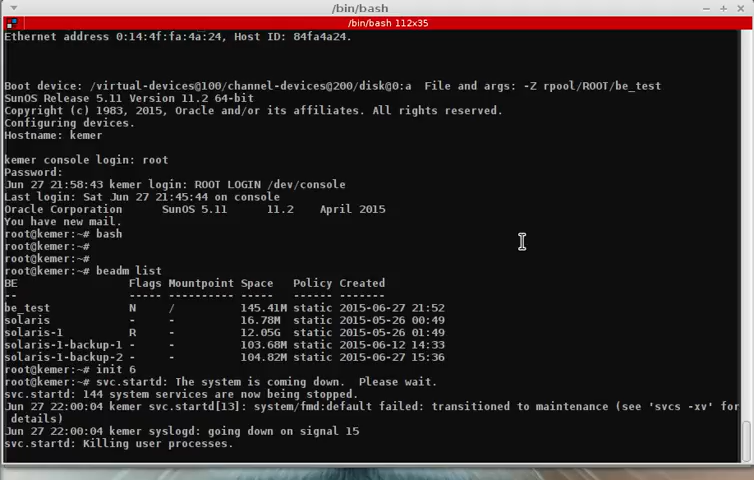 /bin/bash
/bin/bash 112x35
Ethernet address 0:14:4f:fa:4a:24, Host ID: 84fa4a24.
Boot device: /virtual-devices@100/channel-devices@200/disk@0:a  File and args: -Z rpool/ROOT/be_test
SunOS Release 5.11 Version 11.2 64-bit
Copyright (c) 1983, 2015, Oracle and/or its affiliates. All rights reserved.
Configuring devices.
Hostname: kemer
kemer console login: root
Password:
Jun 27 21:58:43 kemer login: ROOT LOGIN /dev/console
Last login: Sat Jun 27 21:45:44 on console
Oracle Corporation      SunOS 5.11      11.2    April 2015
You have new mail.
root@kemer:~# bash
root@kemer:~#
root@kemer:~#
root@kemer:~# beadm list
BE                 Flags Mountpoint Space   Policy Created
--                 ----- ---------- -----   ------ -------
be_test            N     /          145.41M static 2015-06-27 21:52
solaris            -     -          16.78M  static 2015-05-26 00:49
solaris-1          R     -          12.05G  static 2015-05-26 01:49
solaris-1-backup-1 -     -          103.68M static 2015-06-12 14:33
solaris-1-backup-2 -     -          104.82M static 2015-06-27 15:36
root@kemer:~# init 6
root@kemer:~# svc.startd: The system is coming down.  Please wait.
svc.startd: 144 system services are now being stopped.
Jun 27 22:00:04 kemer svc.startd[13]: system/fmd:default failed: transitioned to maintenance (see 'svcs -xv' for
details)
Jun 27 22:00:04 kemer syslogd: going down on signal 15
svc.startd: Killing user processes.